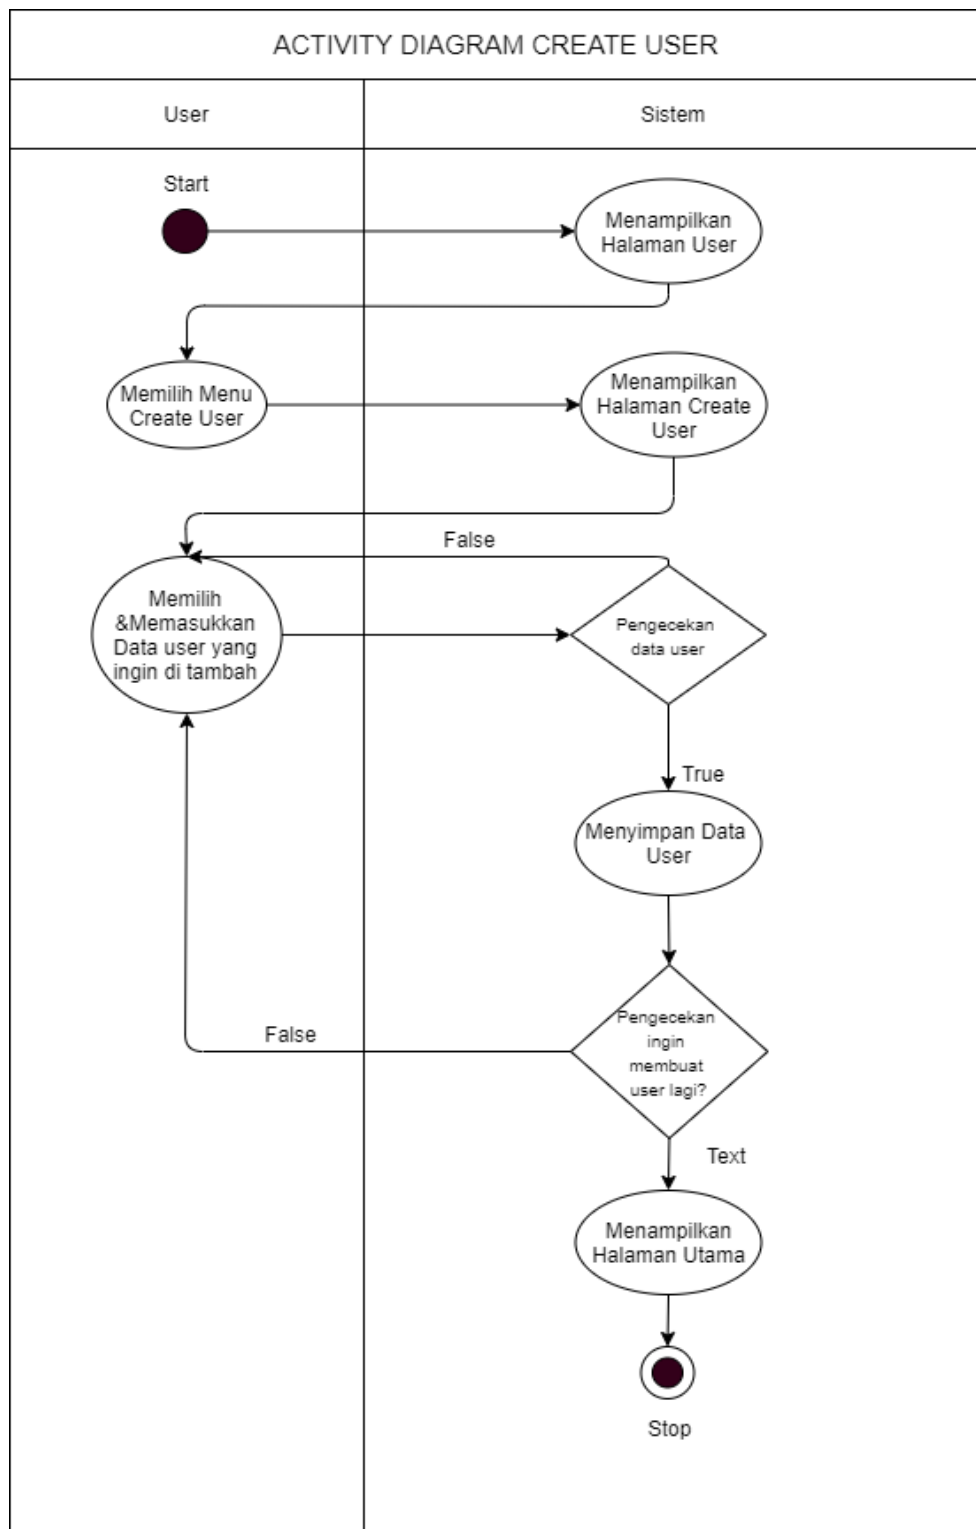 ACTIVITY DIAGRAM CREATE USER
User
Sistem
Start
Menampilkan
Halaman User
Memilih Menu
Create User
Menampilkan
Halaman Create
User
False
Memilih
&Memasukkan
Data user yang
ingin di tambah
Pengecekan
data user
True
Menyimpan Data
User
False
Pengecekan
ingin
membuat
user lagi?
Text
Menampilkan
Halaman Utama
Stop